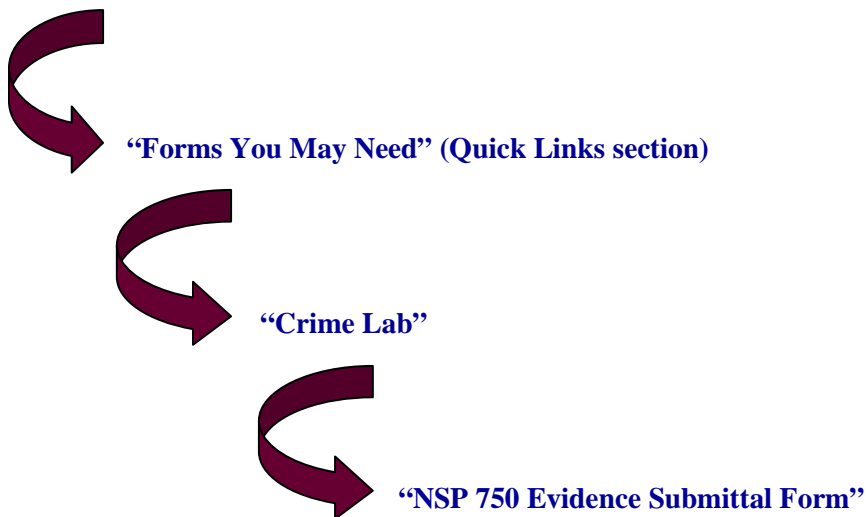 “Forms You May Need” (Quick Links section)
“Crime Lab”
“NSP 750 Evidence Submittal Form”